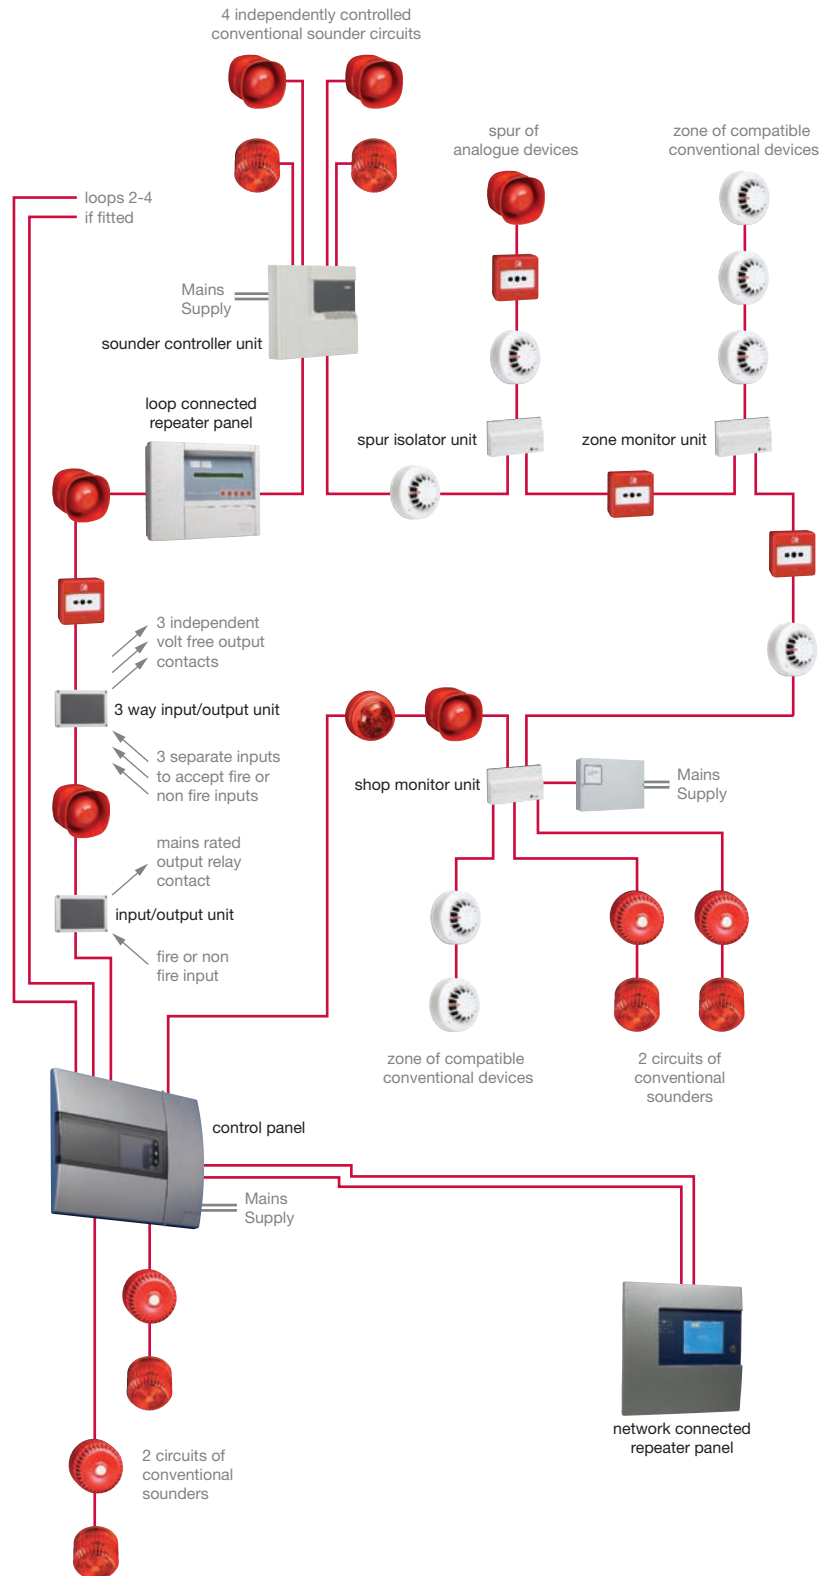 4 independently controlled
conventional sounder circuits
spur of
analogue devices
zone of compatible
conventional devices
loops 2-4
if fitted
Mains
Supply
sounder controller unit
loop connected
repeater panel
spur isolator unit
zone monitor unit
3 independent
volt free output
contacts
3 way input/output unit
3 separate inputs
to accept fire or
non fire inputs
shop monitor unit
Mains
Supply
mains rated
output relay
contact
input/output unit
fire or non
fire input
zone of compatible
conventional devices
2 circuits of
conventional
sounders
control panel
Mains
Supply
network connected
repeater panel
2 circuits of
conventional
sounders